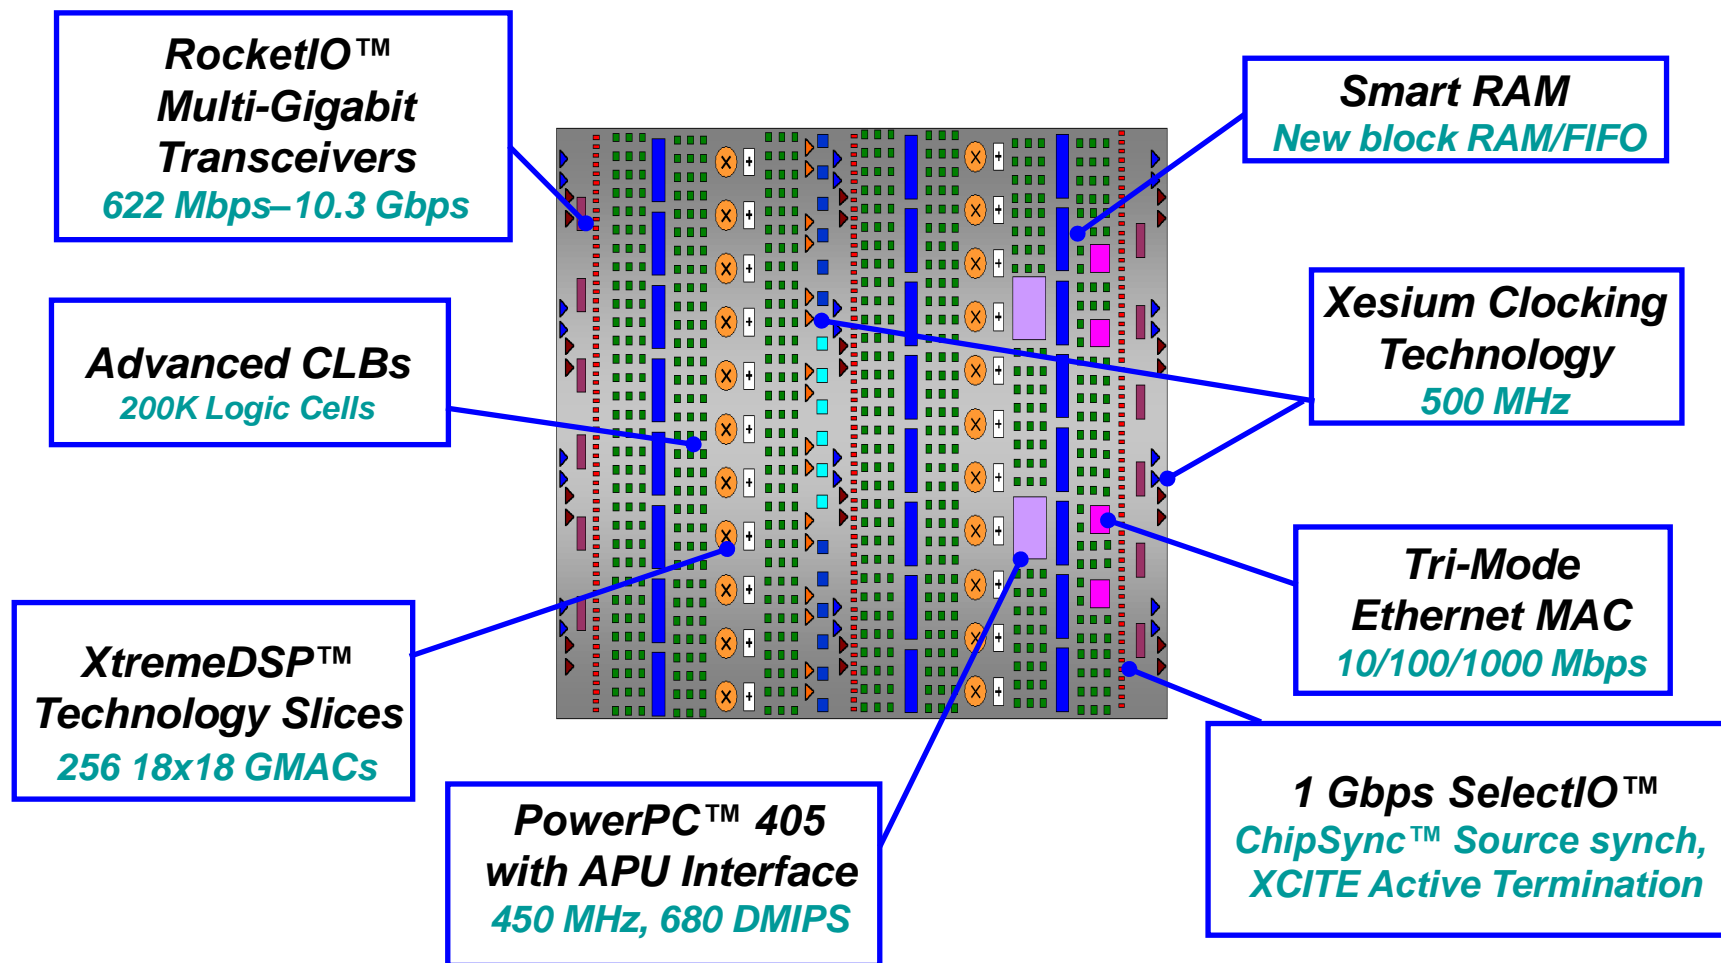 RocketIO™
Multi-Gigabit
Transceivers
622 Mbps–10.3 Gbps
Smart RAM
New block RAM/FIFO
Xesium Clocking
Technology
500 MHz
Advanced CLBs
200K Logic Cells
Tri-Mode
Ethernet MAC
10/100/1000 Mbps
XtremeDSP™
Technology Slices
256 18x18 GMACs
PowerPC™ 405
with APU Interface
450 MHz, 680 DMIPS
1 Gbps SelectIO™
ChipSync™ Source synch,
XCITE Active Termination